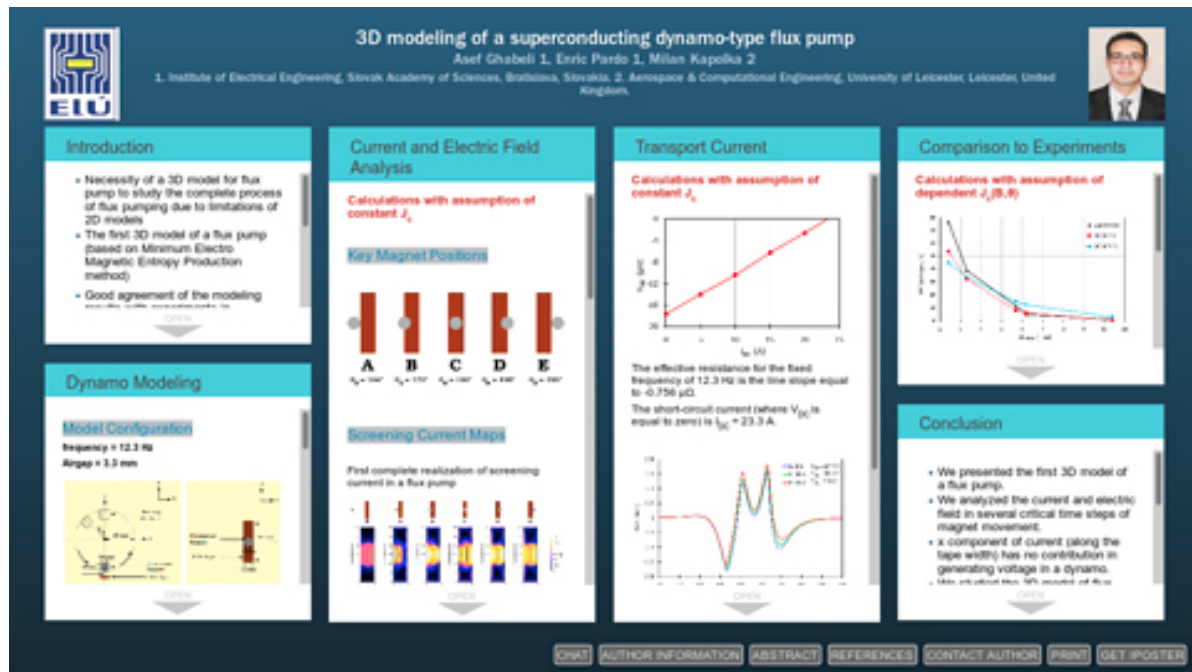 3D modeling of a superconducting dynamo-type flux pump
Asef Ghabeli 1, Enric Pardo 1, Milan Kapolka 2
1. Institute of Electrical Engineering, Slovak Academy of Sciences, Bratislava, Slovakia. 2. Aerospace & Computational Engineering, University of Leicester, Leicester, United
Kingdom.
ELÚ
Introduction
Necessity of a 3D model for flux
pump to study the complete process
of flux pumping due to limitations of
2D models
The first 3D model of a flux pump
(based on Minimum Electro
Magnetic Entropy Production
method)
Good agreement of the modeling
results with experiments in
OPEN
Dynamo Modeling
Model Configuration
frequency = 12.3 Hz
Airgap = 3.3 mm
OPEN
Current and Electric Field
Analysis
Calculations with assumption of
constant Jc
Key Magnet Positions
A B C D E
Screening Current Maps
First complete realization of screening
current in a flux pump
OPEN
Transport Current
Calculations with assumption of
constant Jc
The effective resistance for the fixed
frequency of 12.3 Hz is the line slope equal
to -0.756 μΩ.
The short-circuit current (where VDC is
equal to zero) is IDC = 23.3 A.
OPEN
Comparison to Experiments
Calculations with assumption of
dependent Jc(B,θ)
OPEN
Conclusion
We presented the first 3D model of
a flux pump.
We analyzed the current and electric
field in several critical time steps of
magnet movement.
x component of current (along the
tape width) has no contribution in
generating voltage in a dynamo.
We studied the 3D model of flux
OPEN
CHAT
AUTHOR INFORMATION
ABSTRACT
REFERENCES
CONTACT AUTHOR
PRINT
GET IPOSTER